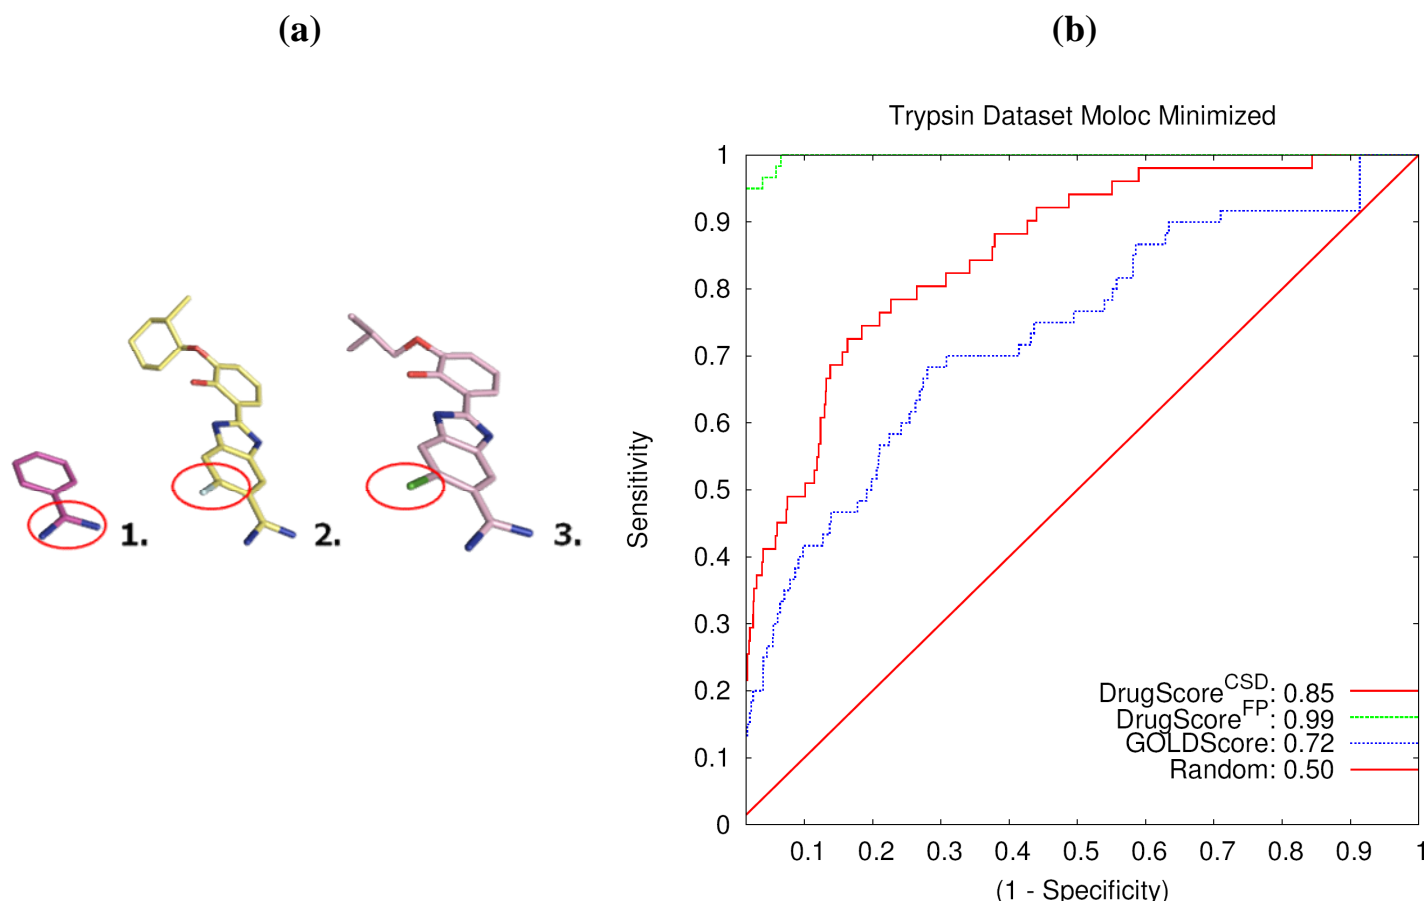 (a)
(b)
1.
2.
3.
Trypsin Dataset Moloc Minimized
1
0.9
0.8
0.7
0.6
0.5
0.4
0.3
0.2
0.1
0
Sensitivity
DrugScore^CSD: 0.85
DrugScore^FP: 0.99
GOLDScore: 0.72
Random: 0.50
0.1 0.2 0.3 0.4 0.5 0.6 0.7 0.8 0.9 1
(1 - Specificity)